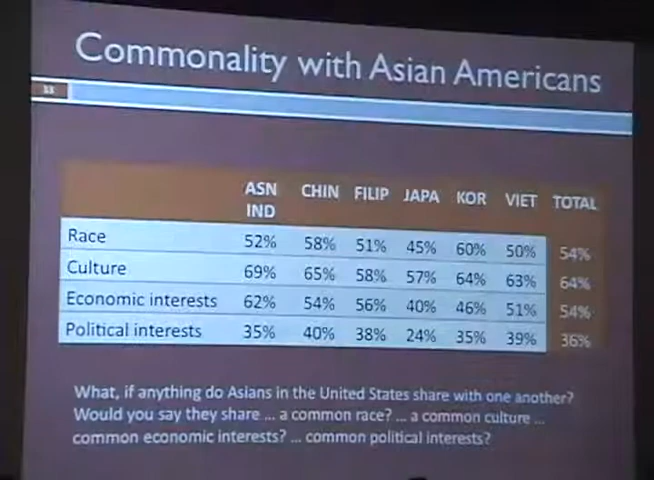 Commonality with Asian Americans
ASN IND CHIN FILIP JAPA KOR VIET TOTAL
Race 52% 58% 51% 45% 60% 50% 54%
Culture 69% 65% 58% 57% 64% 63% 64%
Economic interests 62% 54% 56% 40% 46% 51% 54%
Political interests 35% 40% 38% 24% 35% 39% 36%
What, if anything do Asians in the United States share with one another?
Would you say they share ... a common race? ... a common culture ...
common economic interests? ... common political interests?